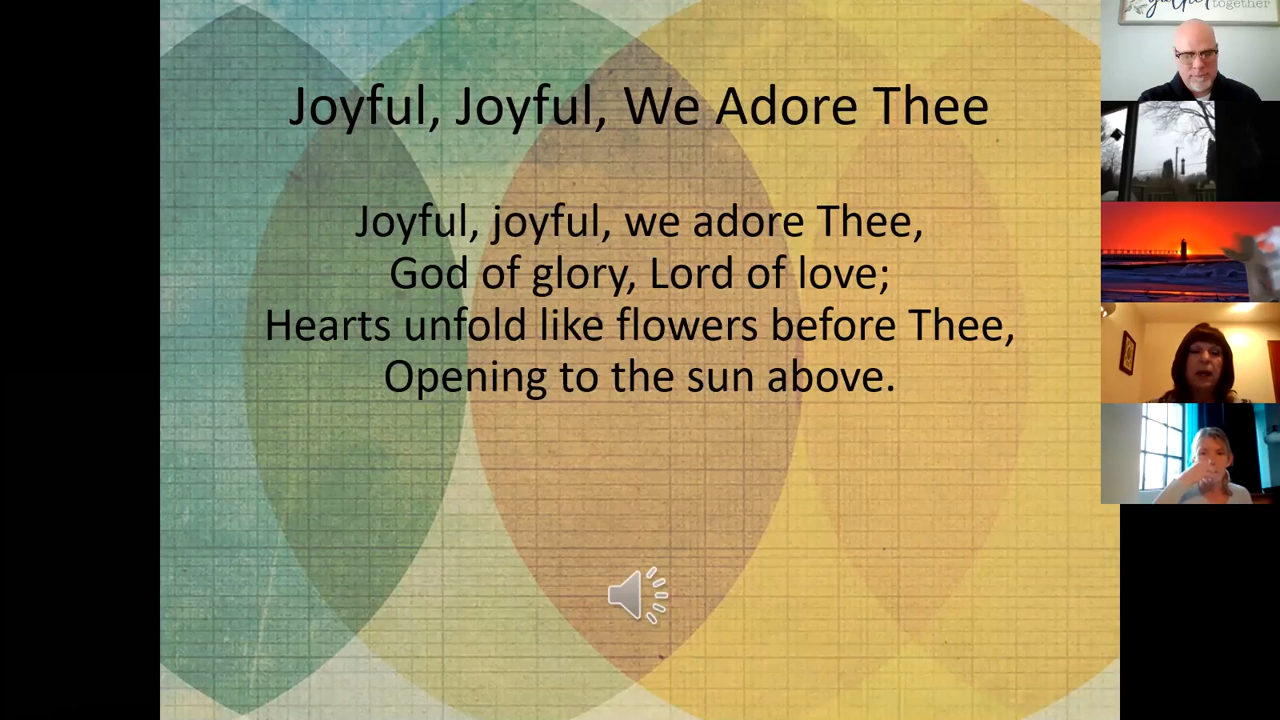 Joyful, Joyful, We Adore Thee
Joyful, joyful, we adore Thee,
God of glory, Lord of love;
Hearts unfold like flowers before Thee,
Opening to the sun above.
together